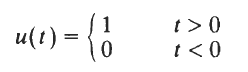 u(t) = { 1 t > 0
0 t < 0